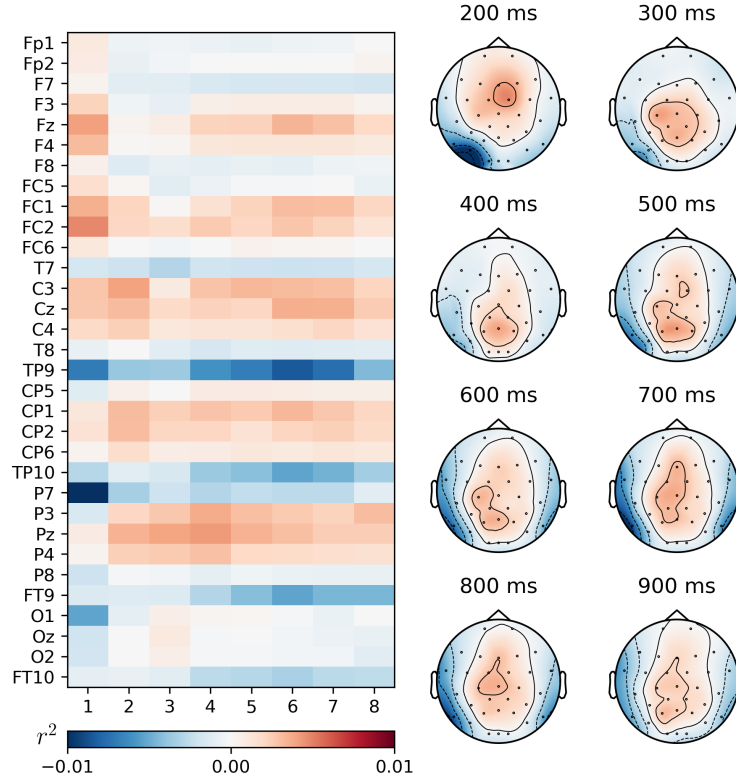 Fp1
Fp2
F7
F3
Fz
F4
F8
FC5
FC1
FC2
FC6
T7
C3
Cz
C4
T8
TP9
CP5
CP1
CP2
CP6
TP10
P7
P3
Pz
P4
P8
FT9
O1
Oz
O2
FT10
1 2 3 4 5 6 7 8
r²
−0.01 0.00 0.01
200 ms 300 ms
400 ms 500 ms
600 ms 700 ms
800 ms 900 ms